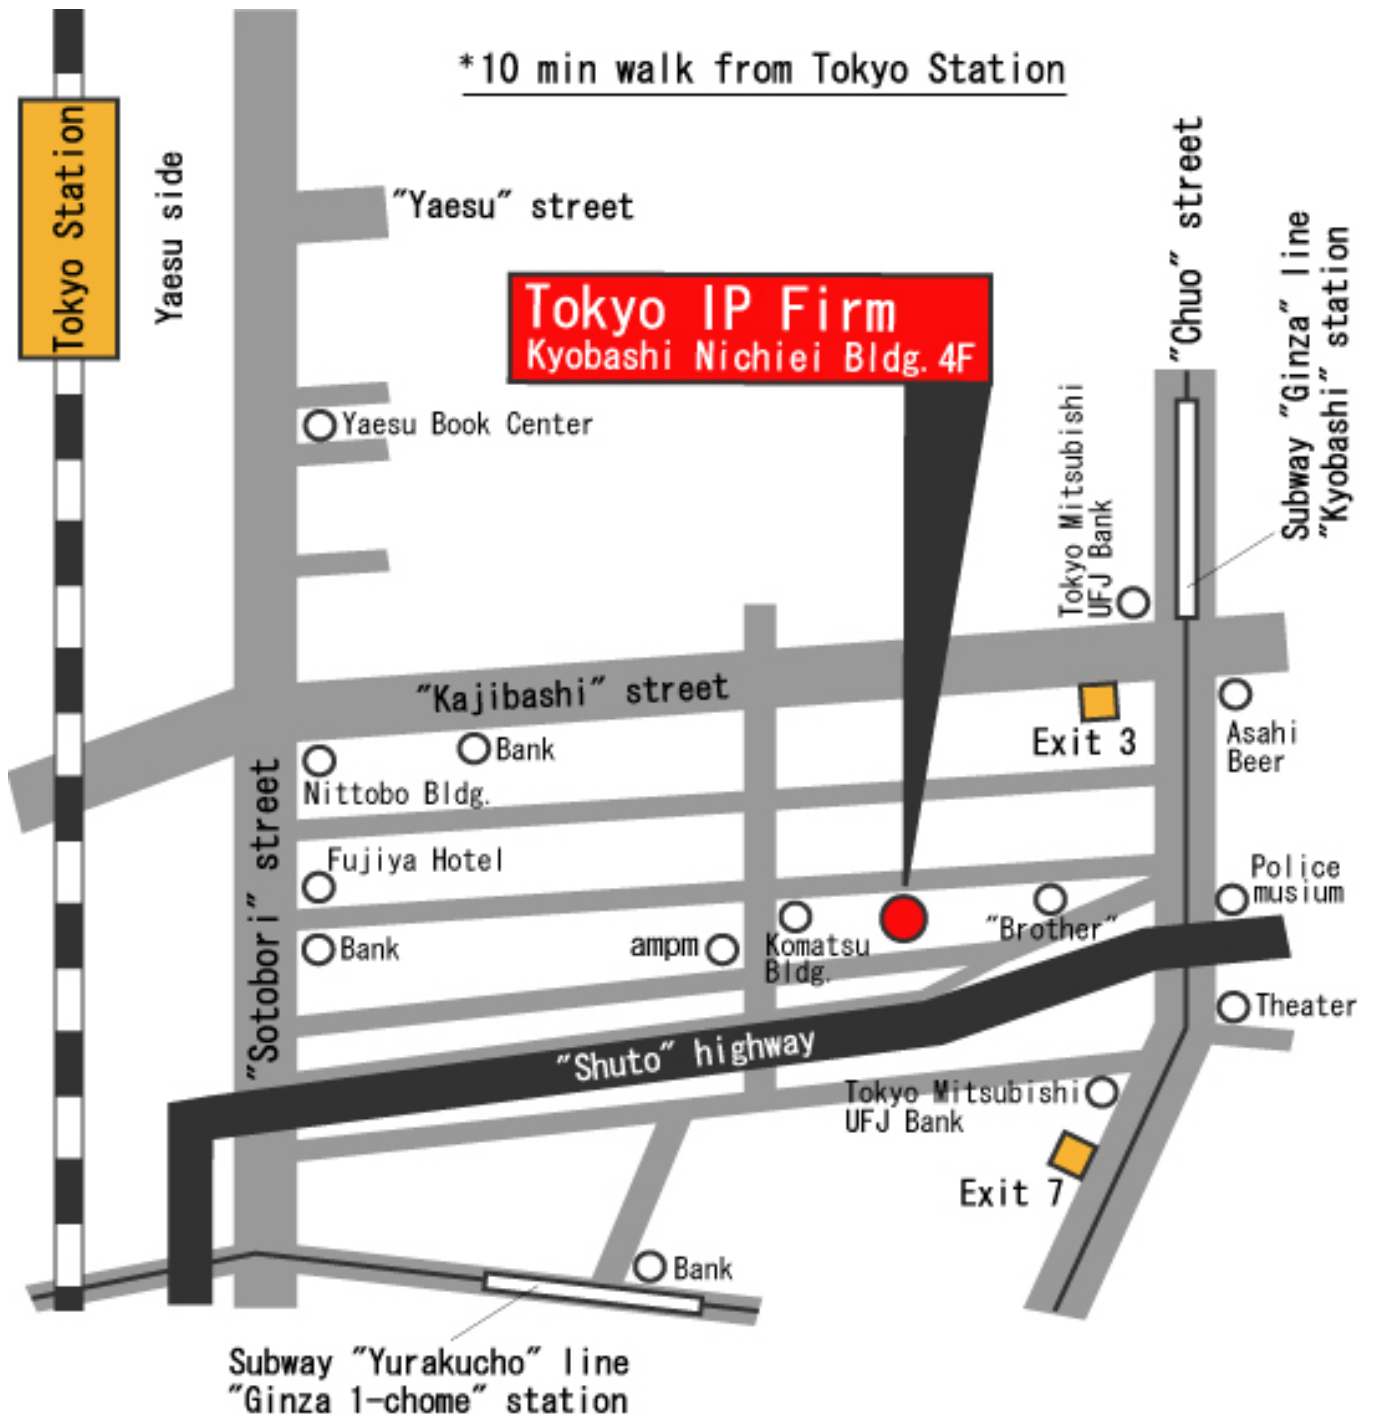 *10 min walk from Tokyo Station
Tokyo Station
Yaesu side
"Yaesu" street
"Chuo" street
Subway "Ginza" line
"Kyobashi" station
Tokyo IP Firm
Kyobashi Nichiei Bldg. 4F
Yaesu Book Center
Tokyo Mitsubishi
UFJ Bank
"Kajibashi" street
Exit 3
Asahi
Beer
Bank
Nittobo Bldg.
"Sotobori" street
Fujiya Hotel
Police
musium
Bank
ampm
Komatsu
Bldg.
"Brother"
Theater
"Shuto" highway
Tokyo Mitsubishi
UFJ Bank
Exit 7
Bank
Subway "Yurakucho" line
"Ginza 1-chome" station